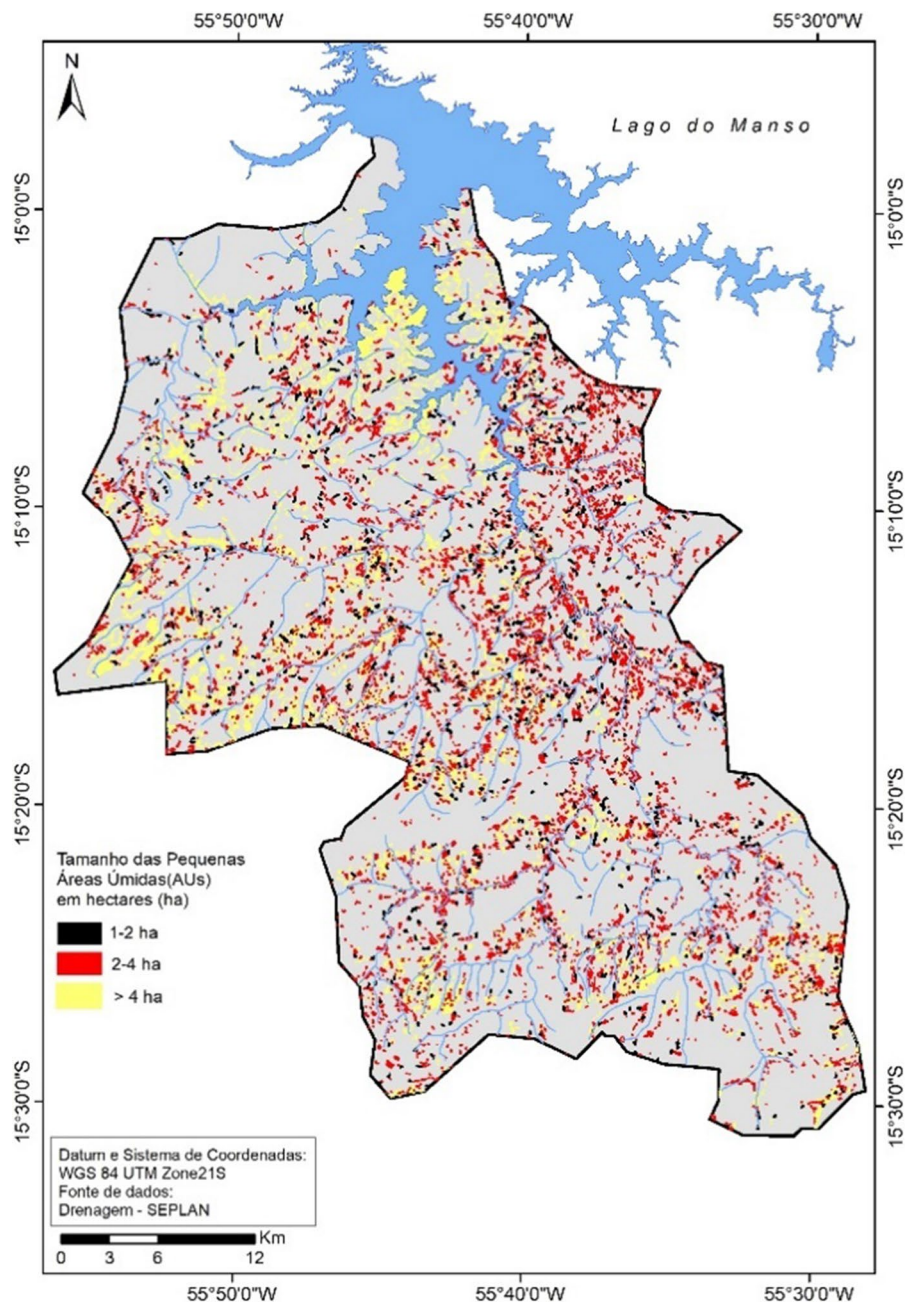 55°50'0"W 55°40'0"W 55°30'0"W
N
Lago do Manso
15°0'0"S 15°0'0"S
15°10'0"S 15°10'0"S
15°20'0"S 15°20'0"S
Tamanho das Pequenas
Áreas Úmidas(AUs)
em hectares (ha)
1-2 ha
2-4 ha
> 4 ha
15°30'0"S 15°30'0"S
Datum e Sistema de Coordenadas:
WGS 84 UTM Zone21S
Fonte de dados:
Drenagem - SEPLAN
Km
0 3 6 12
55°50'0"W 55°40'0"W 55°30'0"W